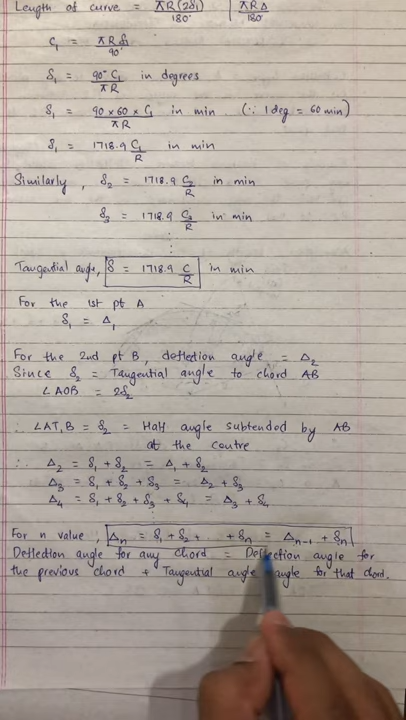 Length of curve = πR(2δ₁)/180° | πRΔ/180
C₁ = πRδ₁/90°
δ₁ = 90° C₁/πR in degrees
δ₁ = 90 × 60 × C₁/πR in min (∵ 1 deg = 60 min)
δ₁ = 1718.9 C₁/R in min
Similarly, δ₂ = 1718.9 C₂/R in min
δ₃ = 1718.9 C₃/R in min
⋮
Tangential angle, δ = 1718.9 C/R in min
For the 1st pt A
δ₁ = Δ₁
For the 2nd pt B, deflection angle = Δ₂
Since δ₂ = Tangential angle to chord AB
∠AOB = 2δ₂
∴ ∠AT₁B = δ₂ = Half angle subtended by AB
at the centre
∴ Δ₂ = δ₁ + δ₂ = Δ₁ + δ₂
Δ₃ = δ₁ + δ₂ + δ₃ = Δ₂ + δ₃
Δ₄ = δ₁ + δ₂ + δ₃ + δ₄ = Δ₃ + δ₄
⋮
For n value, Δn = δ₁ + δ₂ + . . . + δn = Δn-1 + δn
Deflection angle for any chord = Deflection angle for
the previous chord + Tangential angle angle for that chord.